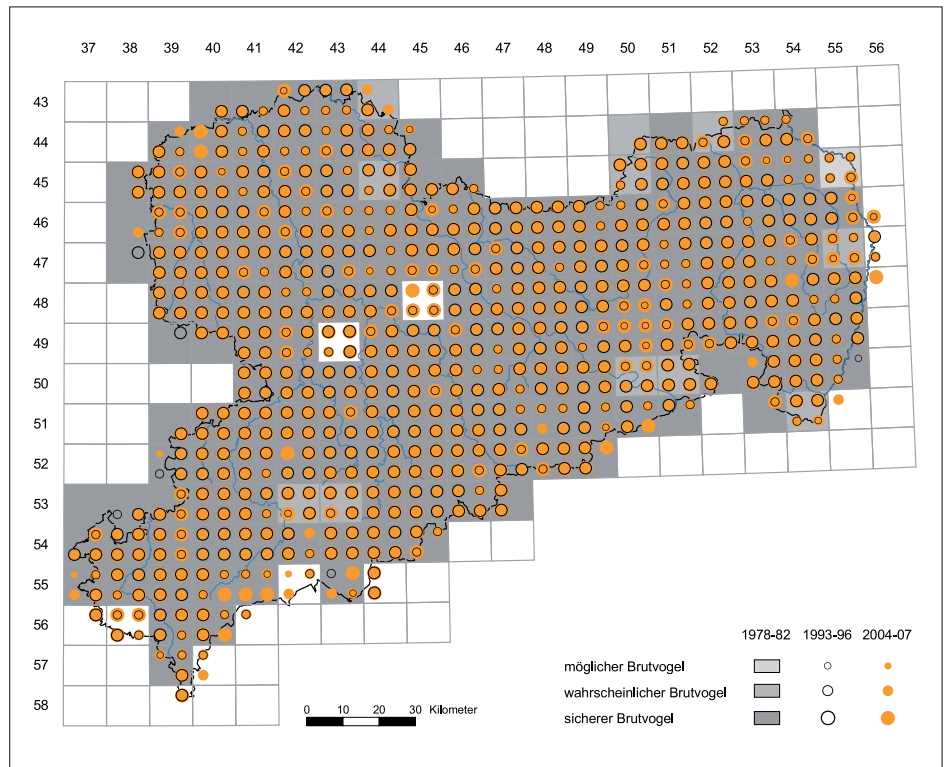 37 38 39 40 41 42 43 44 45 46 47 48 49 50 51 52 53 54 55 56
43
44
45
46
47
48
49
50
51
52
53
54
55
56
57
58
1978-82 1993-96 2004-07
möglicher Brutvogel
wahrscheinlicher Brutvogel
sicherer Brutvogel
0 10 20 30 Kilometer